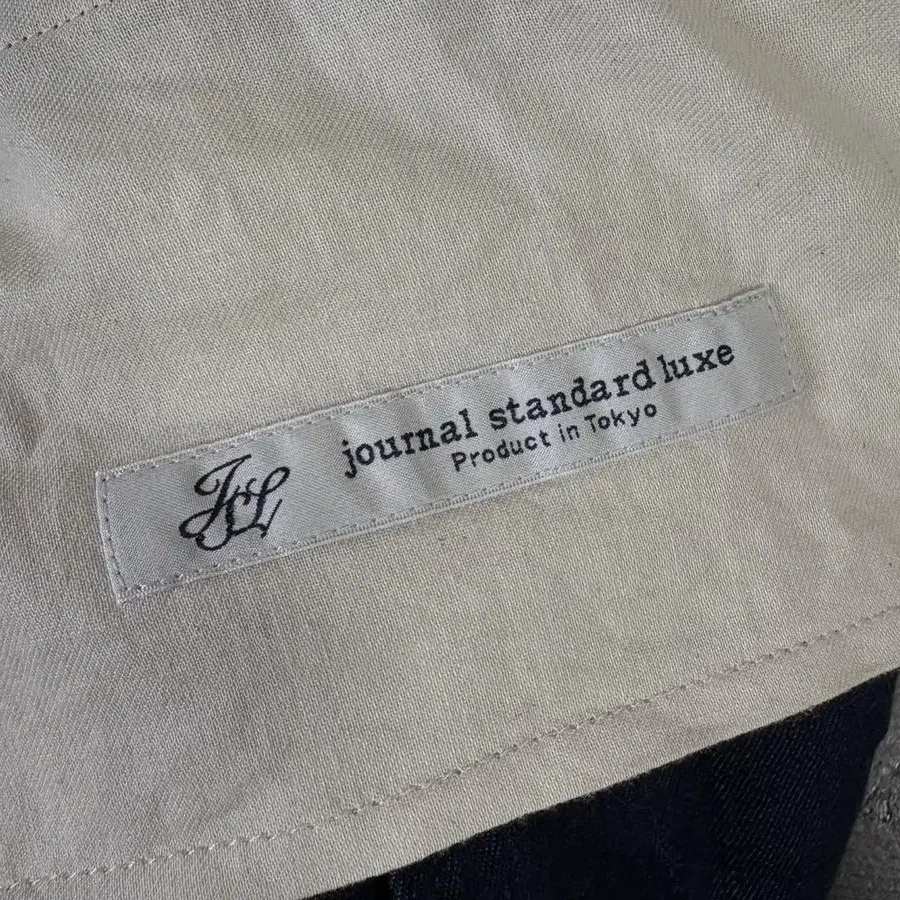 JSL
journal standard luxe
Product in Tokyo